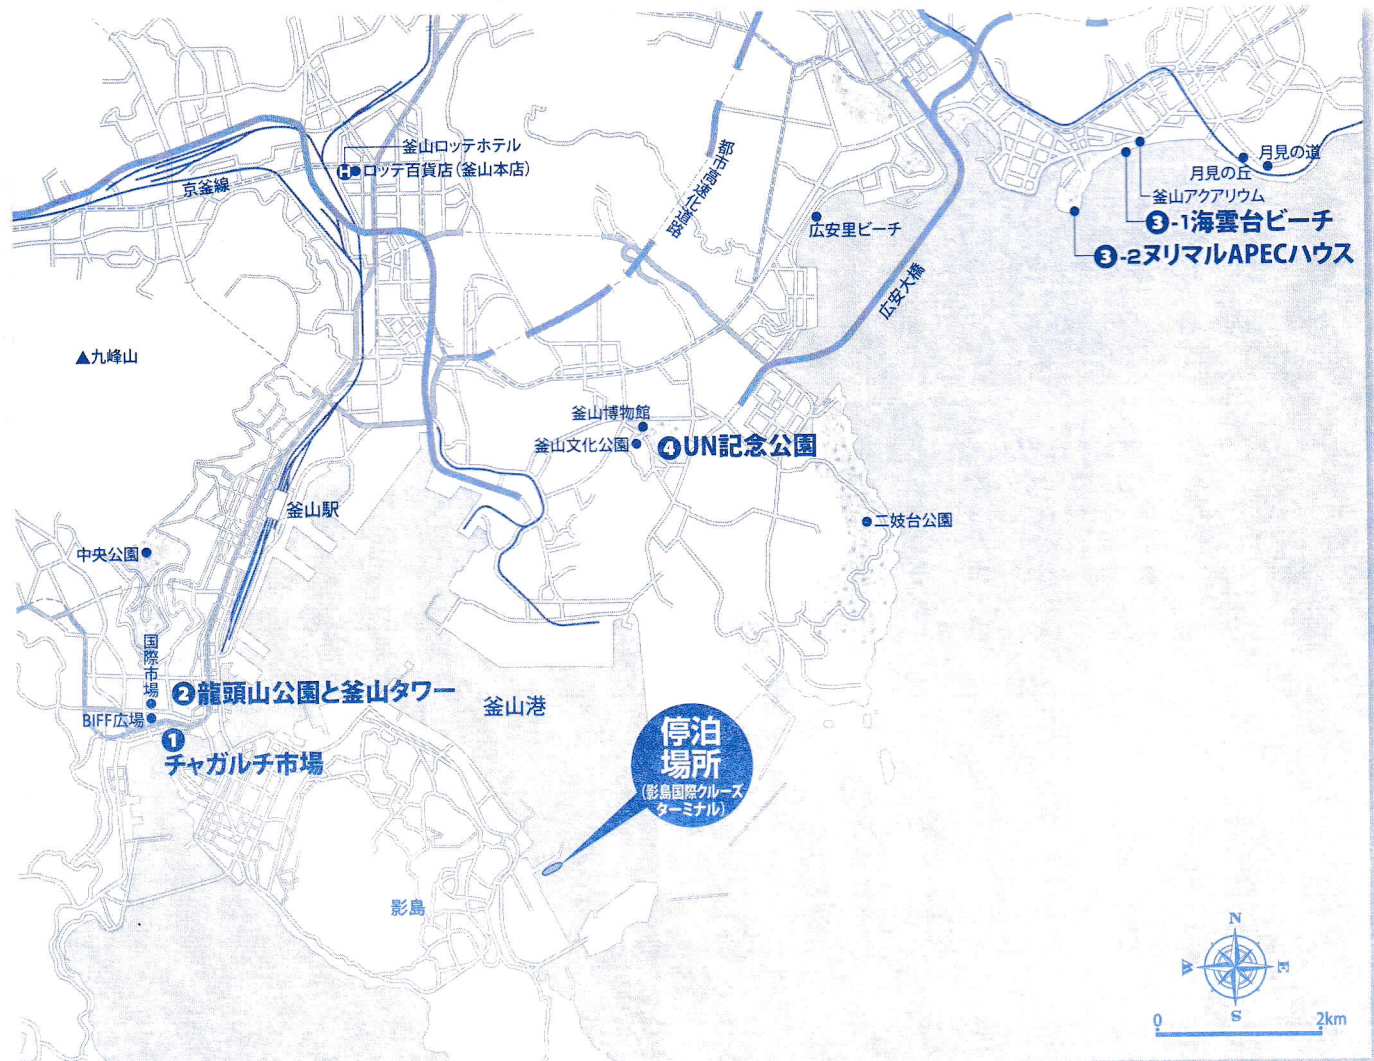 釜山ロッテホテル
H
ロッテ百貨店(釜山本店)
京釜線
都市高速化道路
広安里ビーチ
広安大橋
月見の道
月見の丘
釜山アクアリウム
❸-1海雲台ビーチ
❸-2ヌリマルAPECハウス
▲九峰山
釜山博物館
釜山文化公園
❹UN記念公園
釜山駅
二妓台公園
中央公園
国際市場
❷龍頭山公園と釜山タワー
BIFF広場
❶
チャガルチ市場
釜山港
停泊
場所
(影島国際クルーズ
ターミナル)
影島
N
W
E
S
0
2km